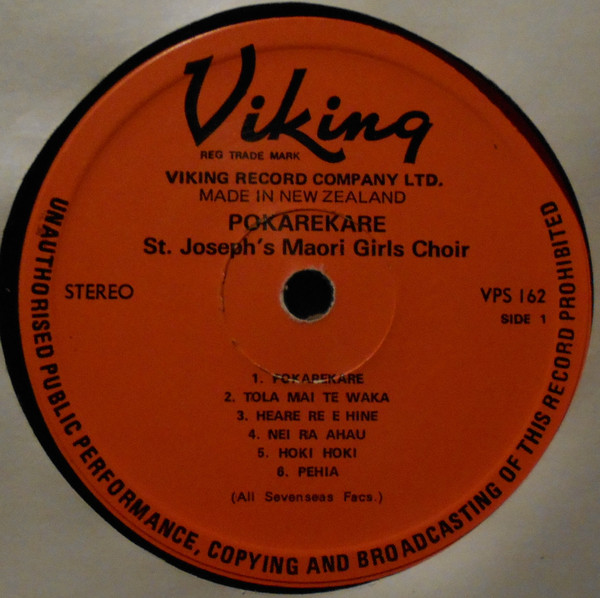 Viking
REG TRADE MARK
VIKING RECORD COMPANY LTD.
MADE IN NEW ZEALAND
POKAREKARE
St. Joseph's Maori Girls Choir
STEREO
VPS 162
SIDE 1
1. POKAREKARE
2. TOLA MAI TE WAKA
3. HEARE RE E HINE
4. NEI RA AHAU
5. HOKI HOKI
6. PEHIA
(All Sevenseas Facs.)
UNAUTHORISED PUBLIC PERFORMANCE, COPYING AND BROADCASTING OF THIS RECORD PROHIBITED